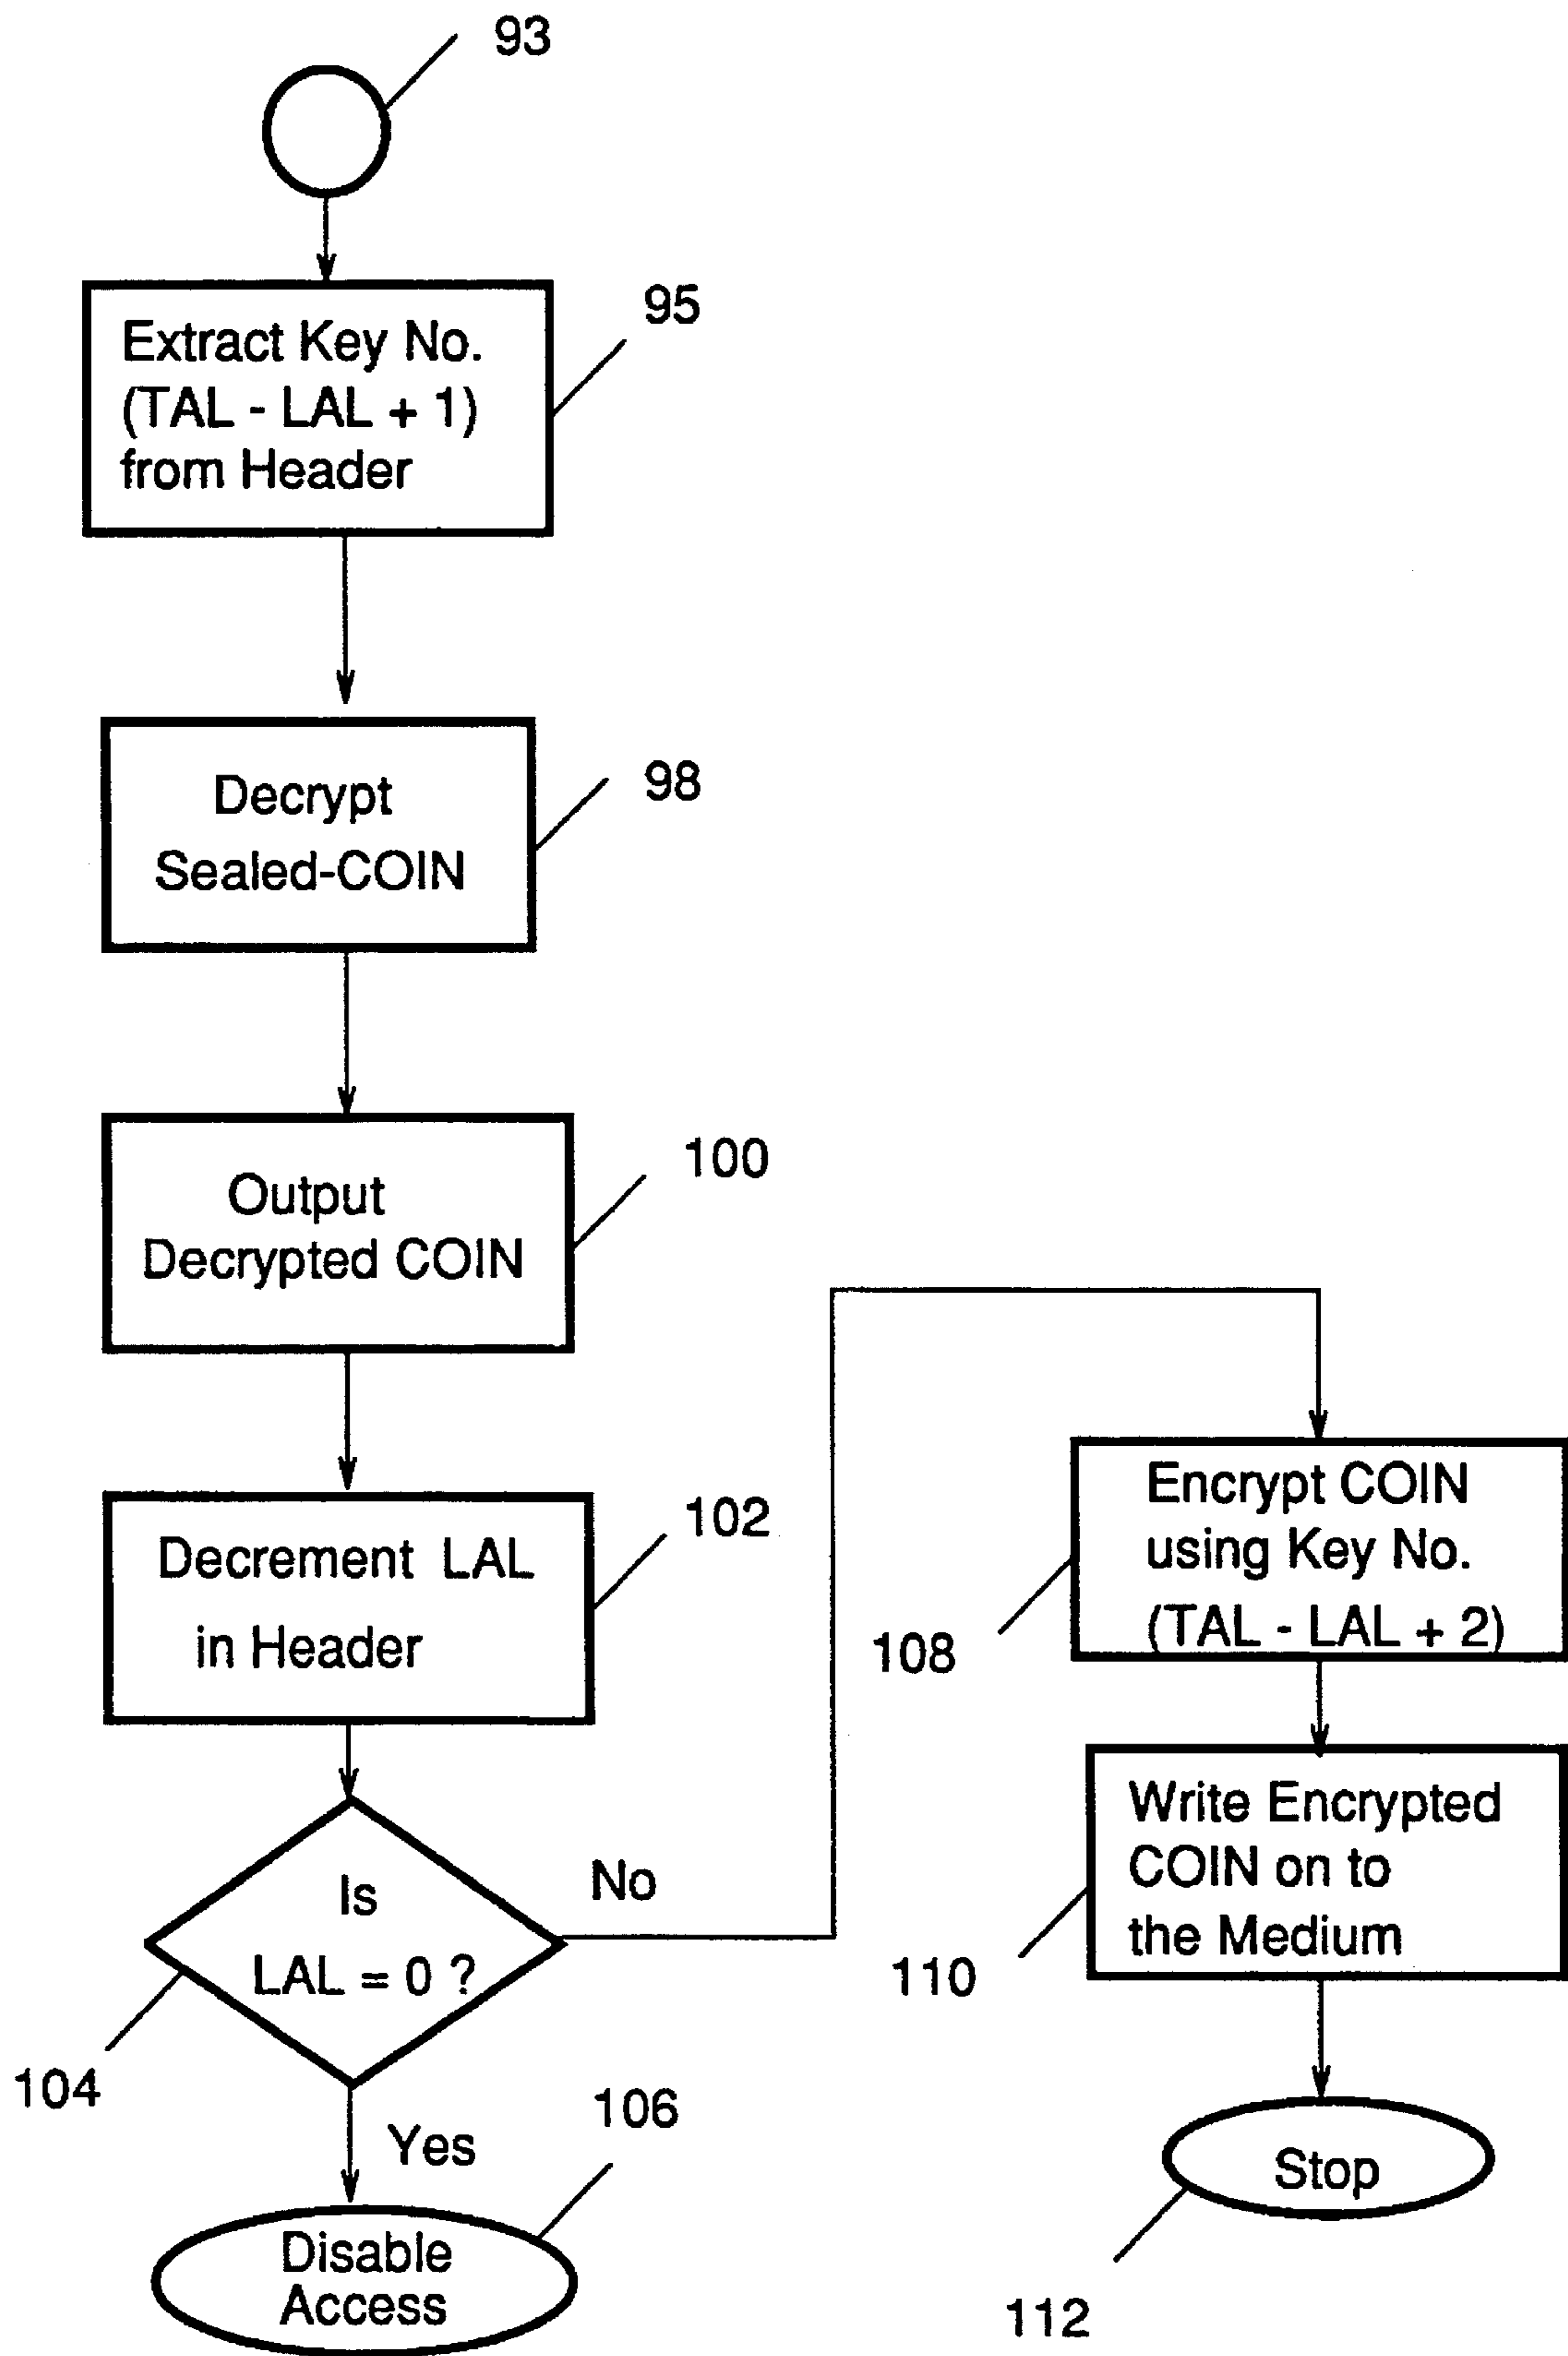 93
Extract Key No.
(TAL - LAL + 1)
from Header
95
Decrypt
Sealed-COIN
98
Output
Decrypted COIN
100
Decrement LAL
in Header
102
Is
LAL = 0 ?
104
No
Yes
Disable
Access
106
Encrypt COIN
using Key No.
(TAL - LAL + 2)
108
Write Encrypted
COIN on to
the Medium
110
Stop
112